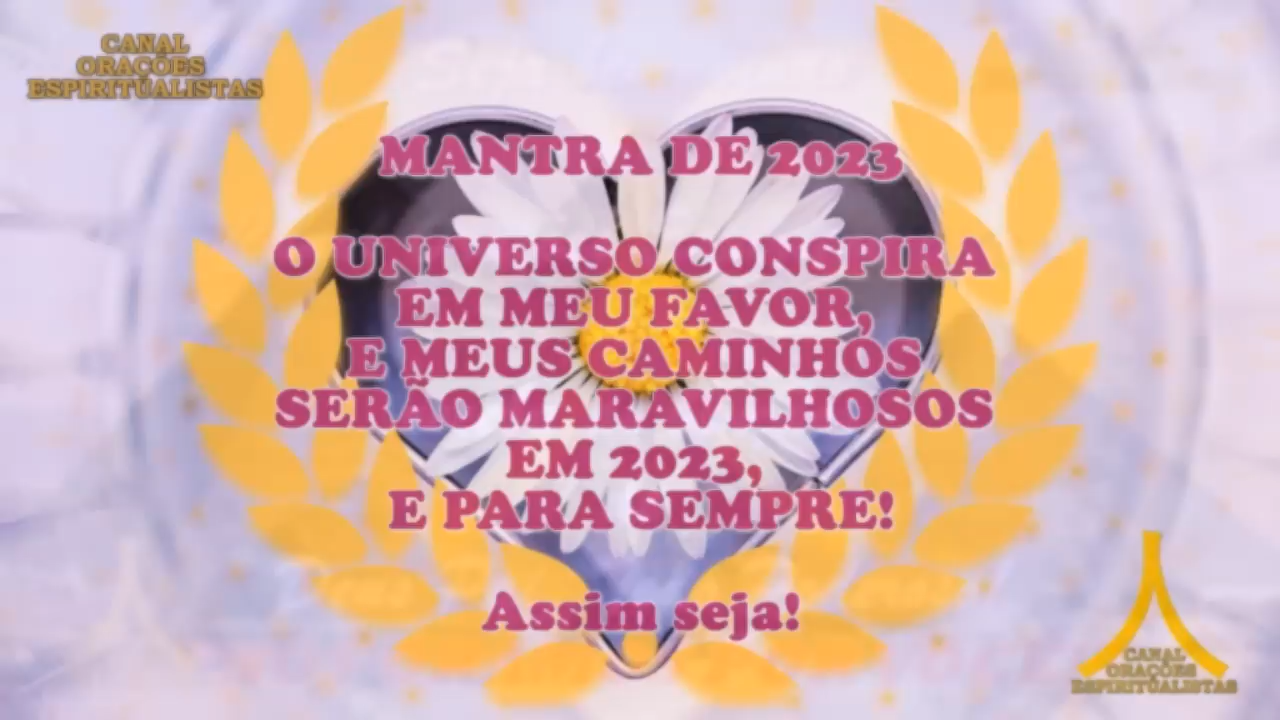 CANAL
ORAÇÕES
ESPIRITUALISTAS
MANTRA DE 2023
O UNIVERSO CONSPIRA
EM MEU FAVOR,
E MEUS CAMINHOS
SERÃO MARAVILHOSOS
EM 2023,
E PARA SEMPRE!
Assim seja!
CANAL
ORAÇÕES
ESPIRITUALISTAS